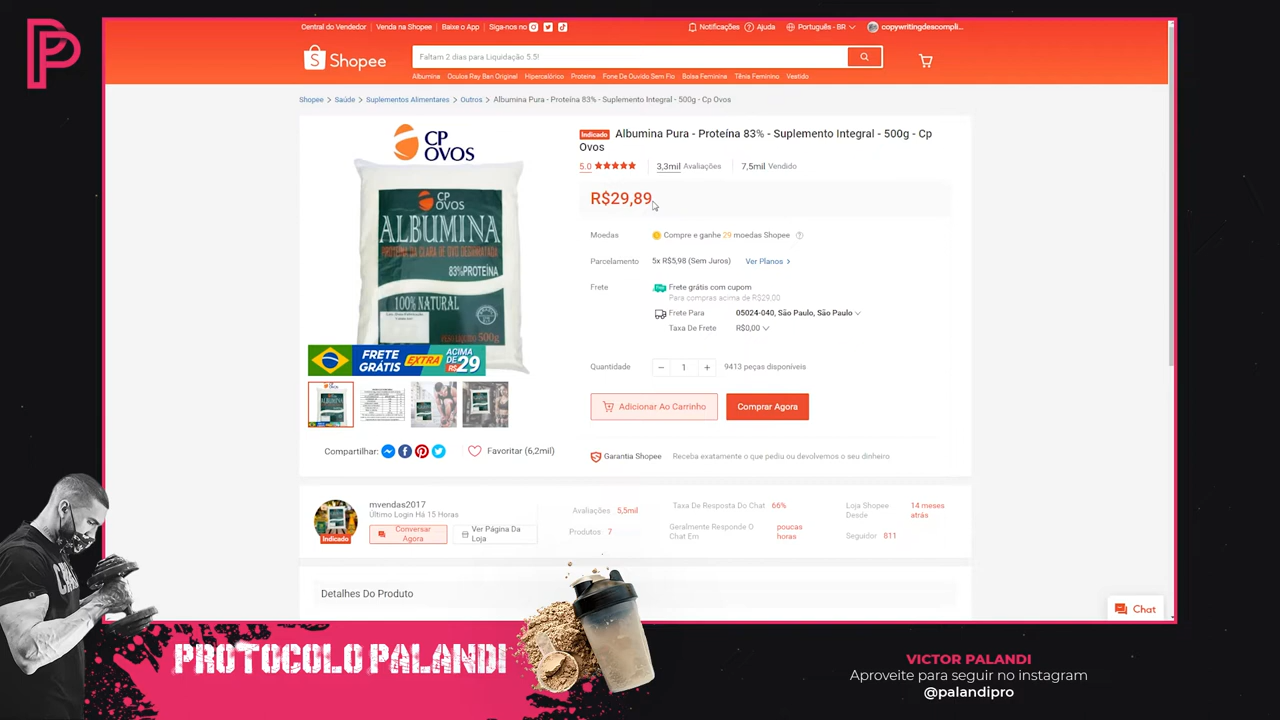 Central do Vendedor Venda na Shopee Baixe o App Siga-nos no
Notificações Ajuda Português - BR copywritingdescompli...
Shopee
Faltam 2 dias para Liquidação 5.5!
Albumina Oculos Ray Ban Original Hipercalórico Proteina Fone De Ouvido Sem Fio Bolsa Feminina Tênis Feminino Vestido
Shopee > Saúde > Suplementos Alimentares > Outros > Albumina Pura - Proteína 83% - Suplemento Integral - 500g - Cp Ovos
CP
OVOS
CP
OVOS
ALBUMINA
PROTEÍNA DA CLARA DE OVO DESIDRATADA
83% PROTEÍNA
100% NATURAL
PESO LÍQUIDO 500g
FRETE
GRÁTIS
EXTRA
ACIMA
DE R$
29
Indicado Albumina Pura - Proteína 83% - Suplemento Integral - 500g - Cp
Ovos
5.0 3,3mil Avaliações 7,5mil Vendido
R$29,89
Moedas Compre e ganhe 29 moedas Shopee ?
Parcelamento 5x R$5,98 (Sem Juros) Ver Planos >
Frete Frete grátis com cupom
Para compras acima de R$29,00
Frete Para 05024-040, São Paulo, São Paulo
Taxa De Frete R$0,00
Quantidade − 1 + 9413 peças disponíveis
Adicionar Ao Carrinho Comprar Agora
Compartilhar: Favoritar (6,2mil)
Garantia Shopee Receba exatamente o que pediu ou devolvemos o seu dinheiro
mvendas2017
Último Login Há 15 Horas
Indicado
Conversar
Agora
Ver Página Da
Loja
Avaliações 5,5mil
Produtos 7
Taxa De Resposta Do Chat 66%
Geralmente Responde O
Chat Em
poucas
horas
Loja Shopee
Desde
14 meses
atrás
Seguidor 811
Detalhes Do Produto
Chat
PROTOCOLO PALANDI
VICTOR PALANDI
Aproveite para seguir no instagram
@palandipro